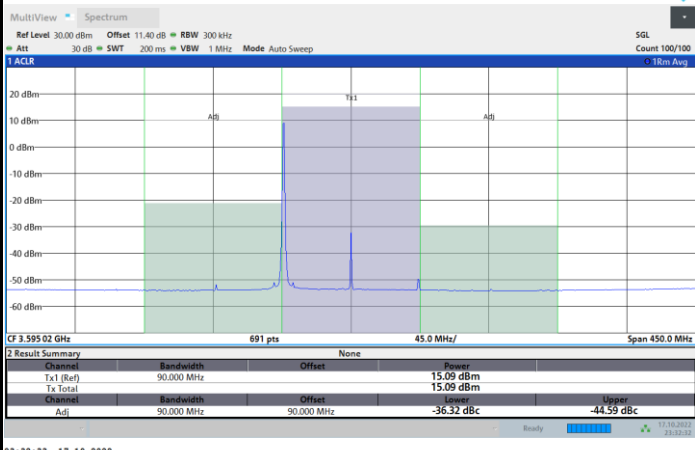 MultiView Spectrum
Ref Level 30.00 dBm Offset 11.40 dB RBW 300 kHz SGL
Att 30 dB SWT 200 ms VBW 1 MHz Mode Auto Sweep Count 100/100
1 ACLR 1Rm Avg
20 dBm
Tx1
10 dBm Adj Adj
0 dBm
-10 dBm
-20 dBm
-30 dBm
-40 dBm
-50 dBm
-60 dBm
CF 3.595 02 GHz 691 pts 45.0 MHz/ Span 450.0 MHz
2 Result Summary None
Channel Bandwidth Offset Power
Tx1 (Ref) 90.000 MHz 15.09 dBm
Tx Total 15.09 dBm
Channel Bandwidth Offset Lower Upper
Adj 90.000 MHz 90.000 MHz -36.32 dBc -44.59 dBc
Ready 17.10.2022
23:32:32